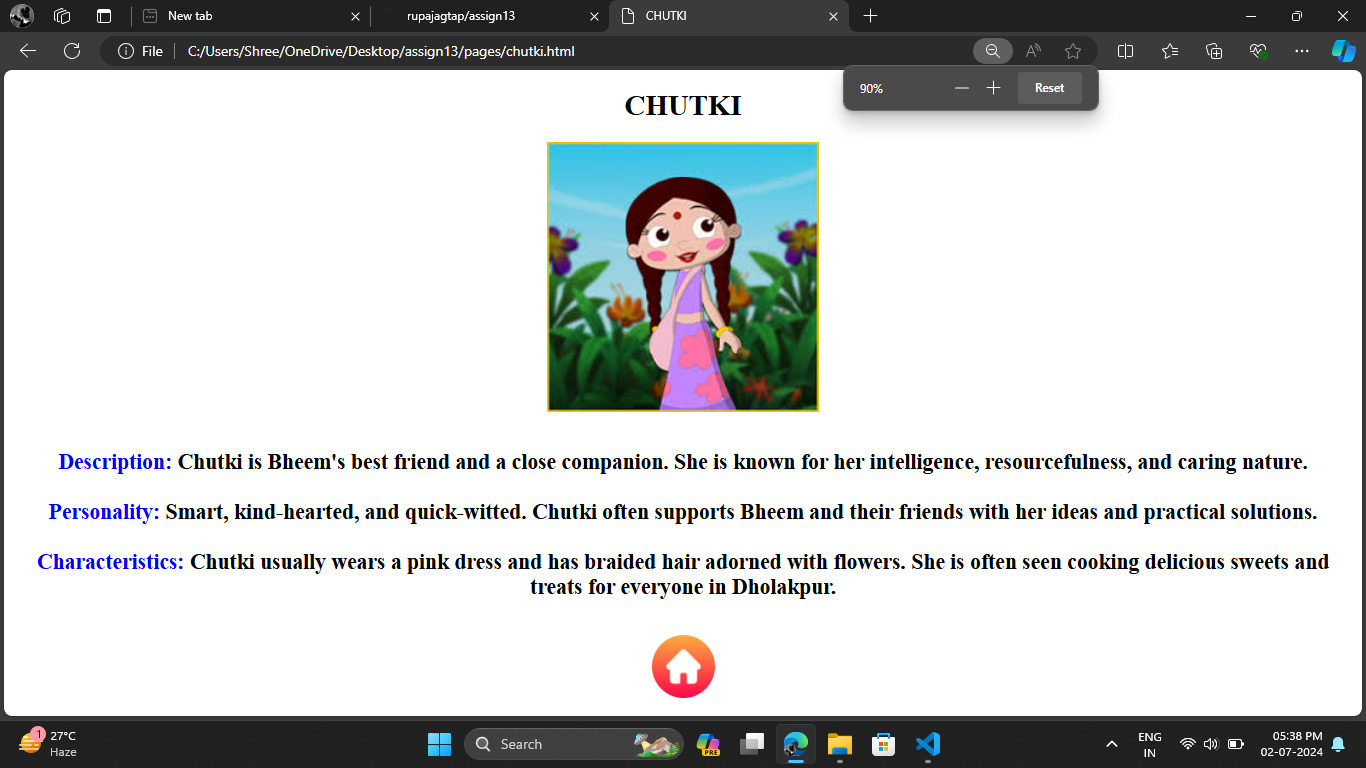 New tab
rupajagtap/assign13
CHUTKI
File
C:/Users/Shree/OneDrive/Desktop/assign13/pages/chutki.html
90%
Reset
CHUTKI
Description: Chutki is Bheem's best friend and a close companion. She is known for her intelligence, resourcefulness, and caring nature.
Personality: Smart, kind-hearted, and quick-witted. Chutki often supports Bheem and their friends with her ideas and practical solutions.
Characteristics: Chutki usually wears a pink dress and has braided hair adorned with flowers. She is often seen cooking delicious sweets and
treats for everyone in Dholakpur.
1
27°C
Haze
Search
PRE
ENG
IN
05:38 PM
02-07-2024